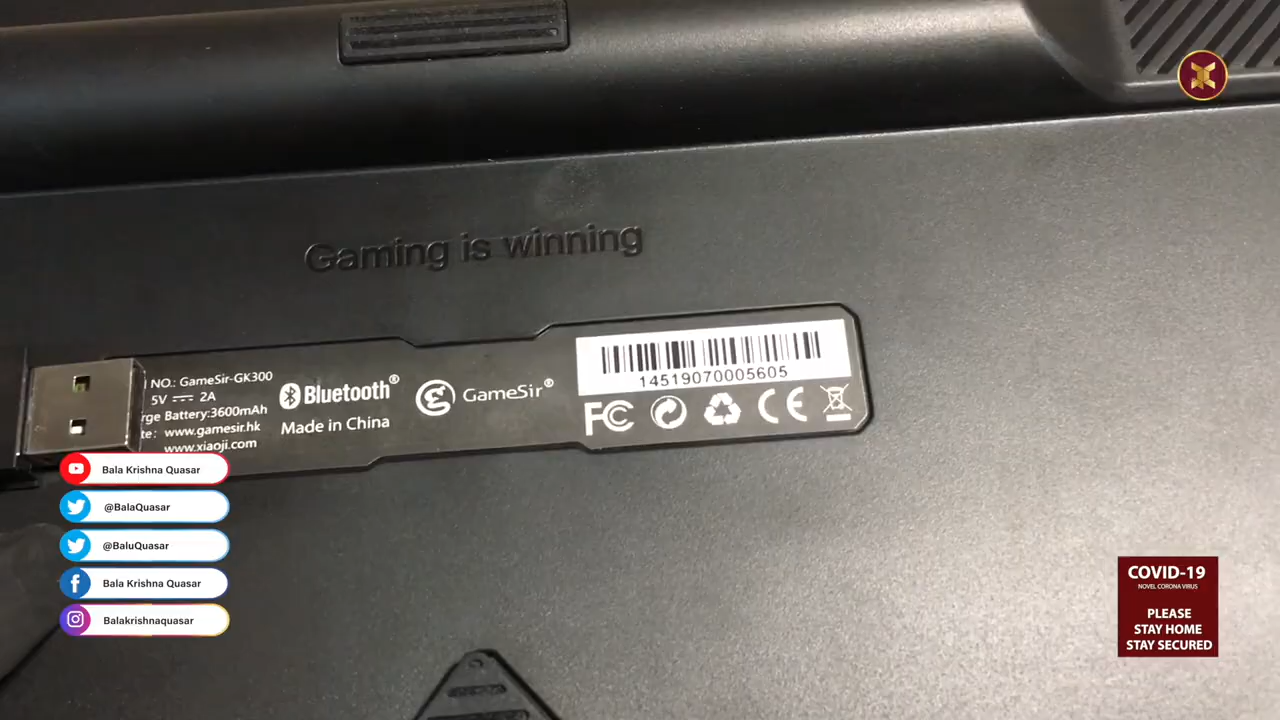 Gaming is winning
NO.: GameSir-GK300
5V 2A
Battery:3600mAh
www.gamesir.hk
www.xiaoji.com
Bluetooth®
Made in China
GameSir®
14519070005605
FC
CE
Bala Krishna Quasar
@BalaQuasar
@BaluQuasar
Bala Krishna Quasar
Balakrishnaquasar
COVID-19
NOVEL CORONA VIRUS
PLEASE
STAY HOME
STAY SECURED